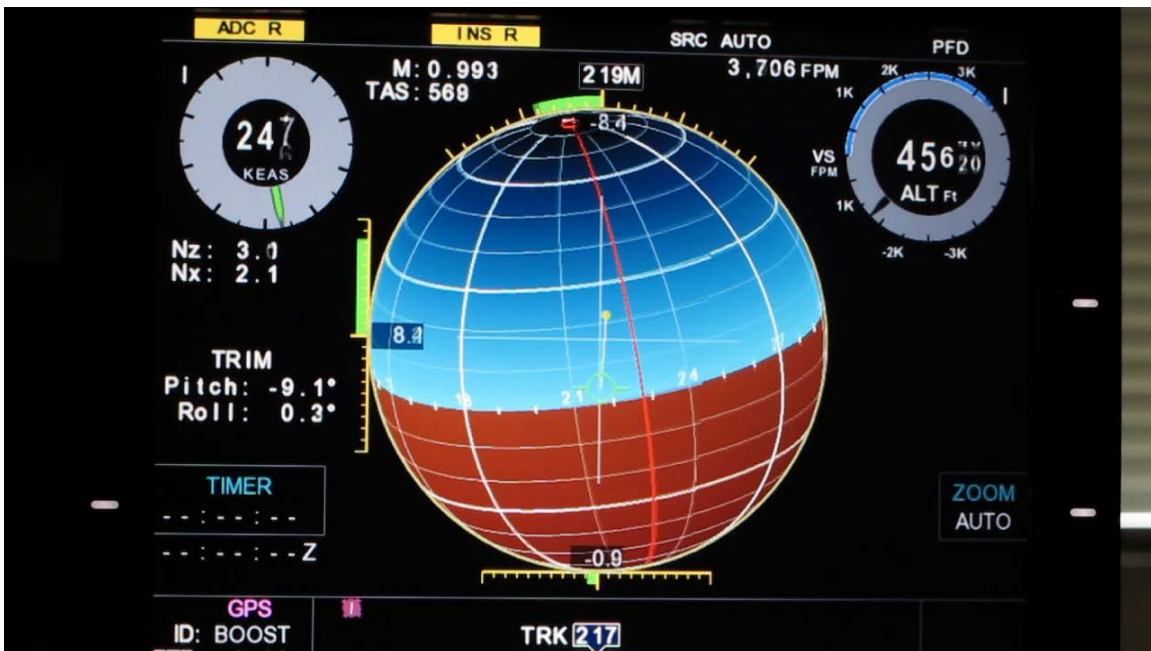 ADC R
INS R
SRC AUTO
PFD
M: 0.993
TAS: 569
219M
3,706 FPM
2K
3K
1K
VS
FPM
1K
-2K
-3K
KEAS
ALT Ft
-8.4
Nz: 3.0
Nx: 2.1
TRIM
Pitch: -9.1°
Roll: 0.3°
18
21
24
27
TIMER
--:--:--
--:--:--Z
ZOOM
AUTO
-0.9
GPS
I
ID: BOOST
TRK 217